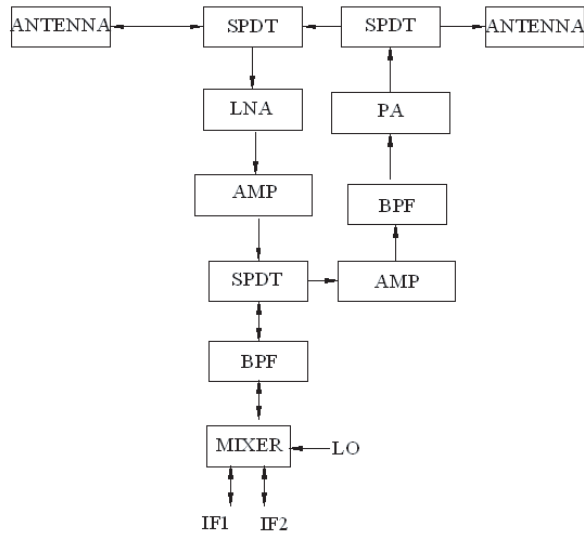 ANTENNA
SPDT
SPDT
ANTENNA
LNA
PA
AMP
BPF
SPDT
AMP
BPF
MIXER
LO
IF1
IF2